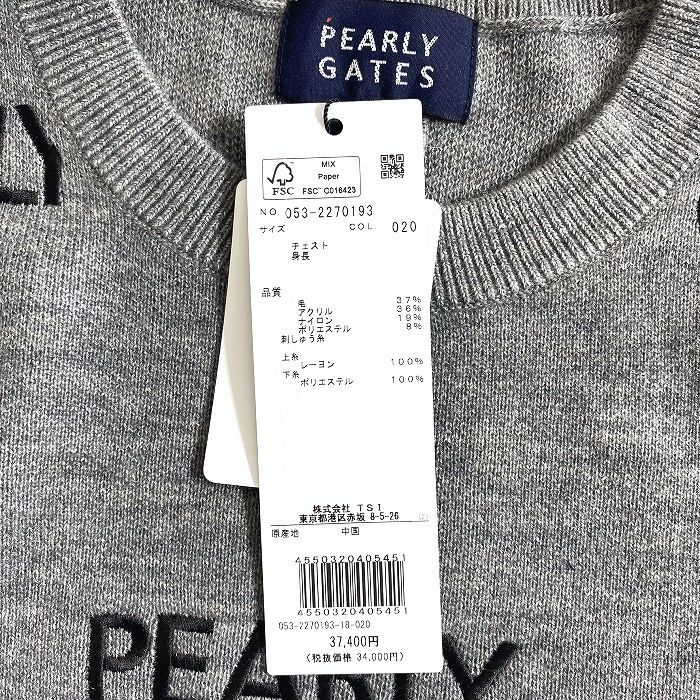 PEARLY
GATES
LY
FSC
MIX
Paper
FSC™ C016423
NO. 053-2270193
サイズ COL 020
チェスト
身長
品質
毛 37%
アクリル 36%
ナイロン 19%
ポリエステル 8%
刺しゅう糸
上糸
レーヨン 100%
下糸
ポリエステル 100%
株式会社 TSI
東京都港区赤坂 8-5-26
原産地 中国
4550320405451
4550320405451
053-2270193-18-020
37,400円
(税抜価格 34,000円)
PEARLY